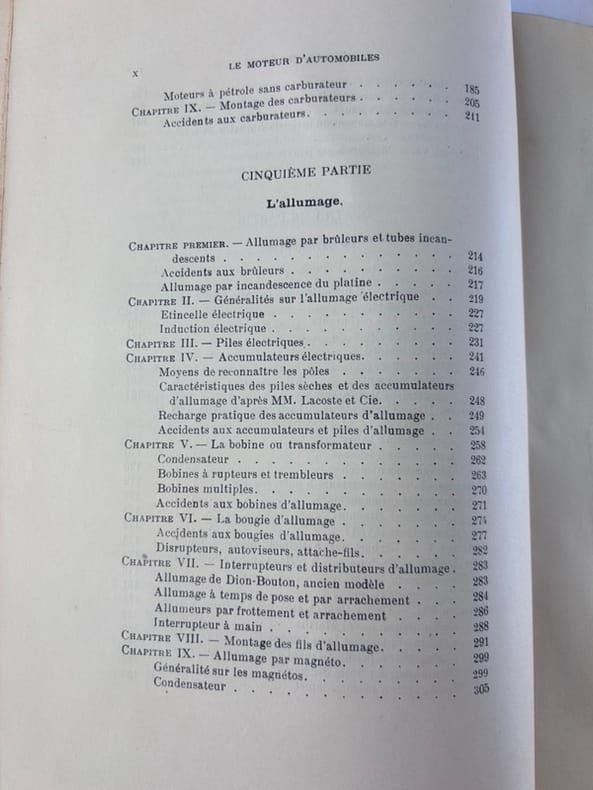 X
LE MOTEUR D'AUTOMOBILES
Moteurs à pétrole sans carburateur . . . . . . 185
CHAPITRE IX. — Montage des carburateurs . . . . . . 205
Accidents aux carburateurs. . . . . . . . 211
CINQUIÈME PARTIE
L'allumage.
CHAPITRE PREMIER. — Allumage par brûleurs et tubes incan-
descents . . . . . . . . . . . . . . 214
Accidents aux brûleurs . . . . . . . . . . 216
Allumage par incandescence du platine . . . . . 217
CHAPITRE II. — Généralités sur l'allumage électrique . . 219
Etincelle électrique . . . . . . . . . . . 227
Induction électrique . . . . . . . . . . . 227
CHAPITRE III. — Piles électriques. . . . . . . . . 231
CHAPITRE IV. — Accumulateurs électriques. . . . . . 241
Moyens de reconnaître les pôles . . . . . . . 246
Caractéristiques des piles sèches et des accumulateurs
d'allumage d'après MM. Lacoste et Cie. . . . . 248
Recharge pratique des accumulateurs d'allumage . . 249
Accidents aux accumulateurs et piles d'allumage . . 254
CHAPITRE V. — La bobine ou transformateur . . . . . 258
Condensateur . . . . . . . . . . . . . 262
Bobines à rupteurs et trembleurs . . . . . . . 263
Bobines multiples. . . . . . . . . . . . 270
Accidents aux bobines d'allumage. . . . . . . 271
CHAPITRE VI. — La bougie d'allumage . . . . . . . 274
Accidents aux bougies d'allumage. . . . . . . 277
Disrupteurs, autoviseurs, attache-fils. . . . . . . 282
CHAPITRE VII. — Interrupteurs et distributeurs d'allumage . 283
Allumage de Dion-Bouton, ancien modèle . . . . 283
Allumage à temps de pose et par arrachement . . . 284
Allumeurs par frottement et arrachement . . . . 286
Interrupteur à main . . . . . . . . . . . 288
CHAPITRE VIII. — Montage des fils d'allumage. . . . . 291
CHAPITRE IX. — Allumage par magnéto. . . . . . . 299
Généralité sur les magnétos. . . . . . . . . 299
Condensateur . . . . . . . . . . . . . 305